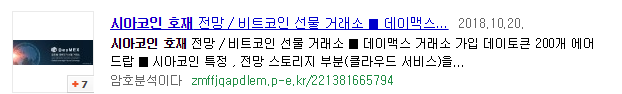 시아코인 호재 전망 / 비트코인 선물 거래소 ■ 데이맥스... 2018.10.20.
시아코인 호재 전망 / 비트코인 선물 거래소 ■ 데이맥스 거래소 가입 데이토큰 200개 에어
드랍 ■ 시아코인 특정 , 전망 스토리지 부분(클라우드 서비스)을...
암호분석이다 zmffjqapdlem.p-e.kr/221381665794
DayMEX
+7